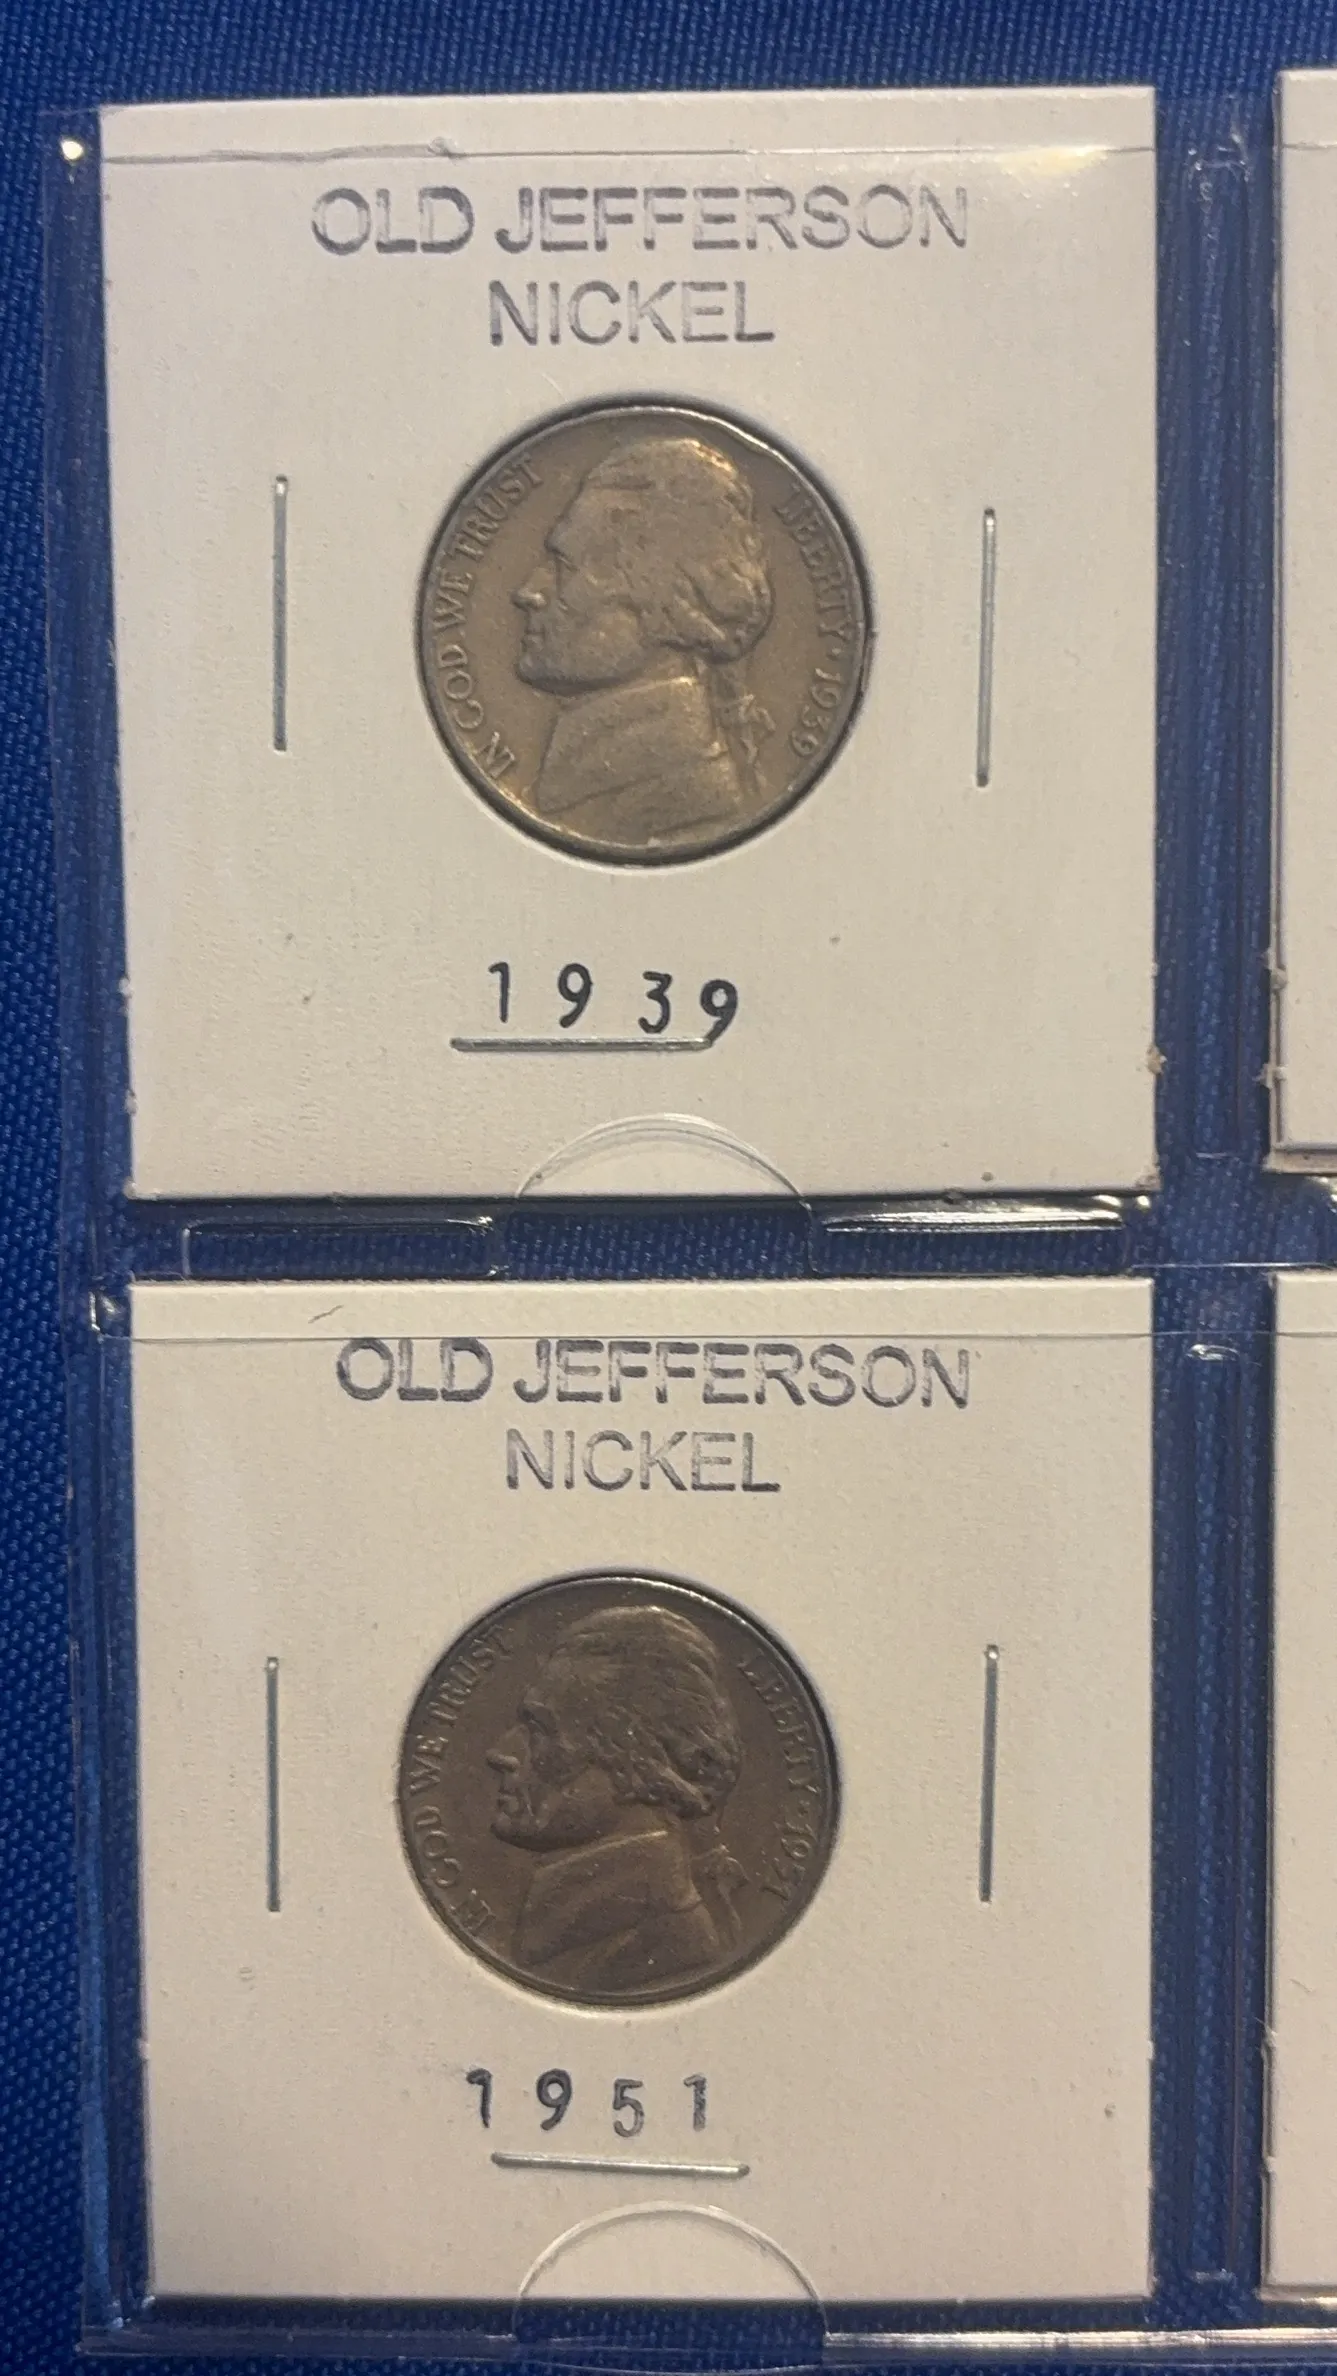 OLD JEFFERSON
NICKEL
IN GOD WE TRUST
LIBERTY · 1939
1939
OLD JEFFERSON
NICKEL
IN GOD WE TRUST
LIBERTY · 1951
1951